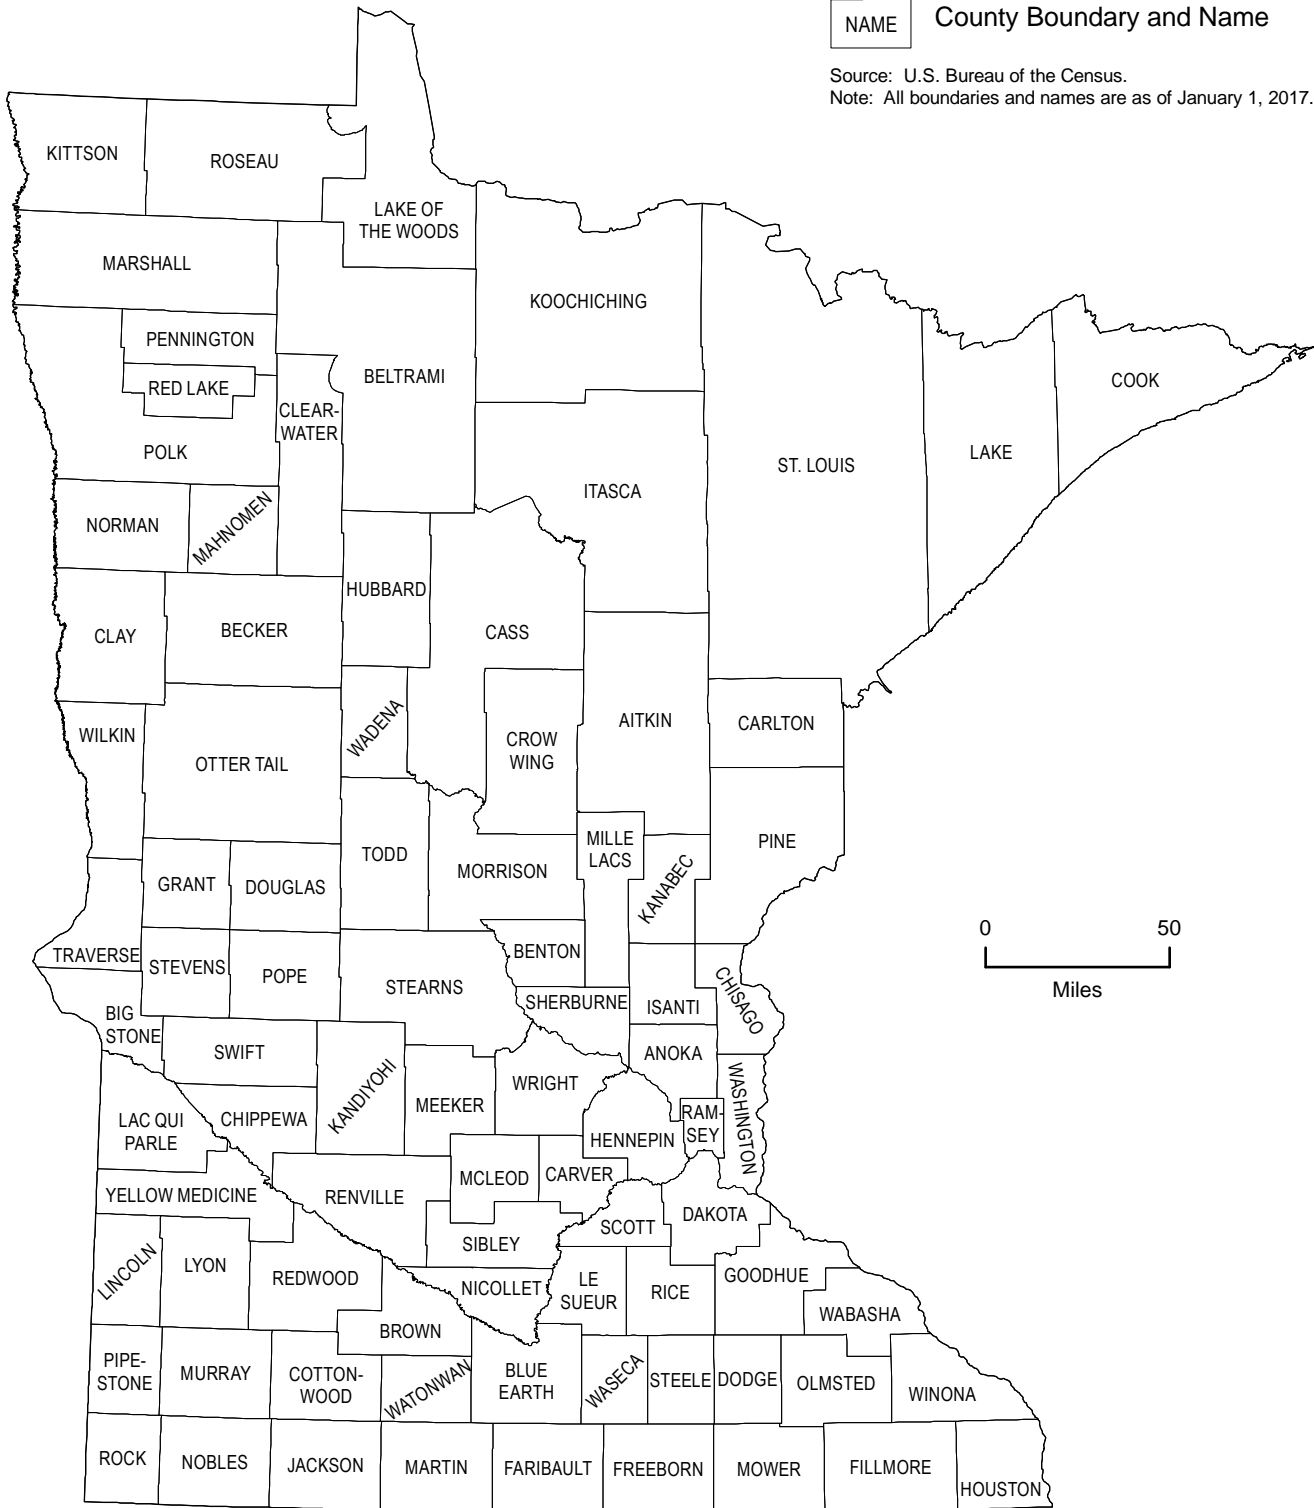 NAME
County Boundary and Name
Source: U.S. Bureau of the Census.
Note: All boundaries and names are as of January 1, 2017.
KITTSON
ROSEAU
LAKE OF
THE WOODS
MARSHALL
KOOCHICHING
PENNINGTON
BELTRAMI
RED LAKE
COOK
CLEAR-
WATER
POLK
LAKE
ST. LOUIS
ITASCA
NORMAN
MAHNOMEN
HUBBARD
CLAY
BECKER
CASS
WILKIN
WADENA
AITKIN
CARLTON
CROW
WING
OTTER TAIL
MILLE
LACS
PINE
TODD
MORRISON
KANABEC
GRANT
DOUGLAS
0
50
Miles
TRAVERSE
STEVENS
POPE
BENTON
STEARNS
SHERBURNE
ISANTI
CHISAGO
BIG
STONE
SWIFT
ANOKA
KANDIYOHI
WRIGHT
WASHINGTON
MEEKER
LAC QUI
PARLE
CHIPPEWA
HENNEPIN
RAM-
SEY
MCLEOD
CARVER
YELLOW MEDICINE
RENVILLE
DAKOTA
SCOTT
SIBLEY
LINCOLN
LYON
REDWOOD
NICOLLET
LE
SUEUR
RICE
GOODHUE
WABASHA
BROWN
PIPE-
STONE
MURRAY
COTTON-
WOOD
WATONWAN
BLUE
EARTH
WASECA
STEELE
DODGE
OLMSTED
WINONA
ROCK
NOBLES
JACKSON
MARTIN
FARIBAULT
FREEBORN
MOWER
FILLMORE
HOUSTON